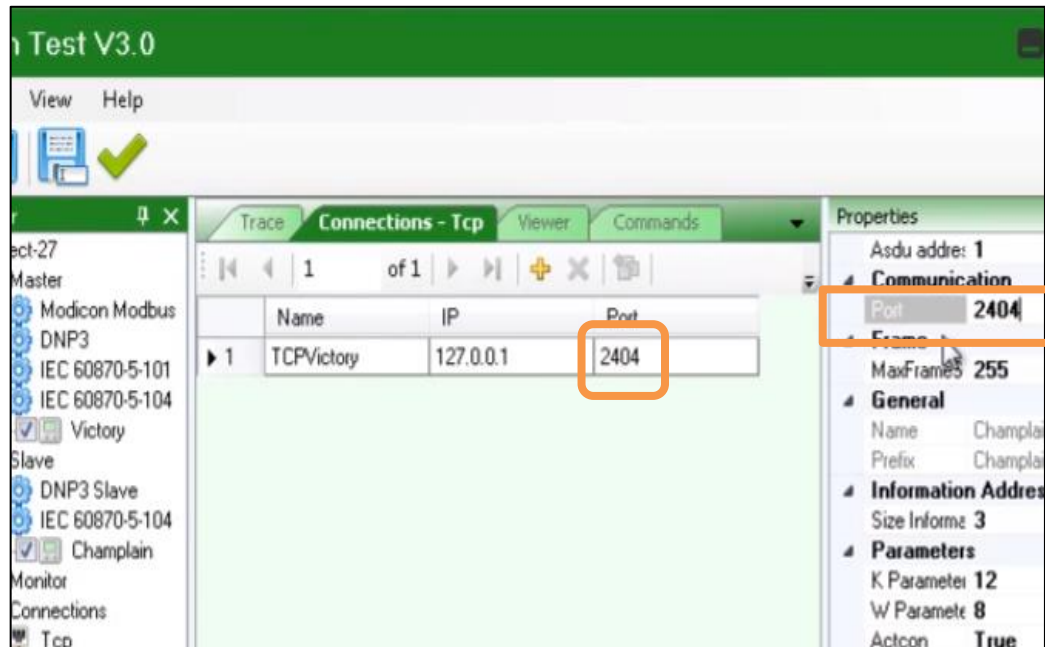 n Test V3.0
View Help
r
ect-27
Master
Modicon Modbus
DNP3
IEC 60870-5-101
IEC 60870-5-104
Victory
Slave
DNP3 Slave
IEC 60870-5-104
Champlain
Monitor
Connections
Tcp
Trace Connections - Tcp Viewer Commands
1 of 1
Name IP Port
1 TCPVictory 127.0.0.1 2404
Properties
Asdu addre: 1
Communication
Port 2404
Frame
MaxFrameS 255
General
Name Champlai
Prefix Champlai
Information Addres
Size Informa 3
Parameters
K Parameter 12
W Paramete 8
Actcon True